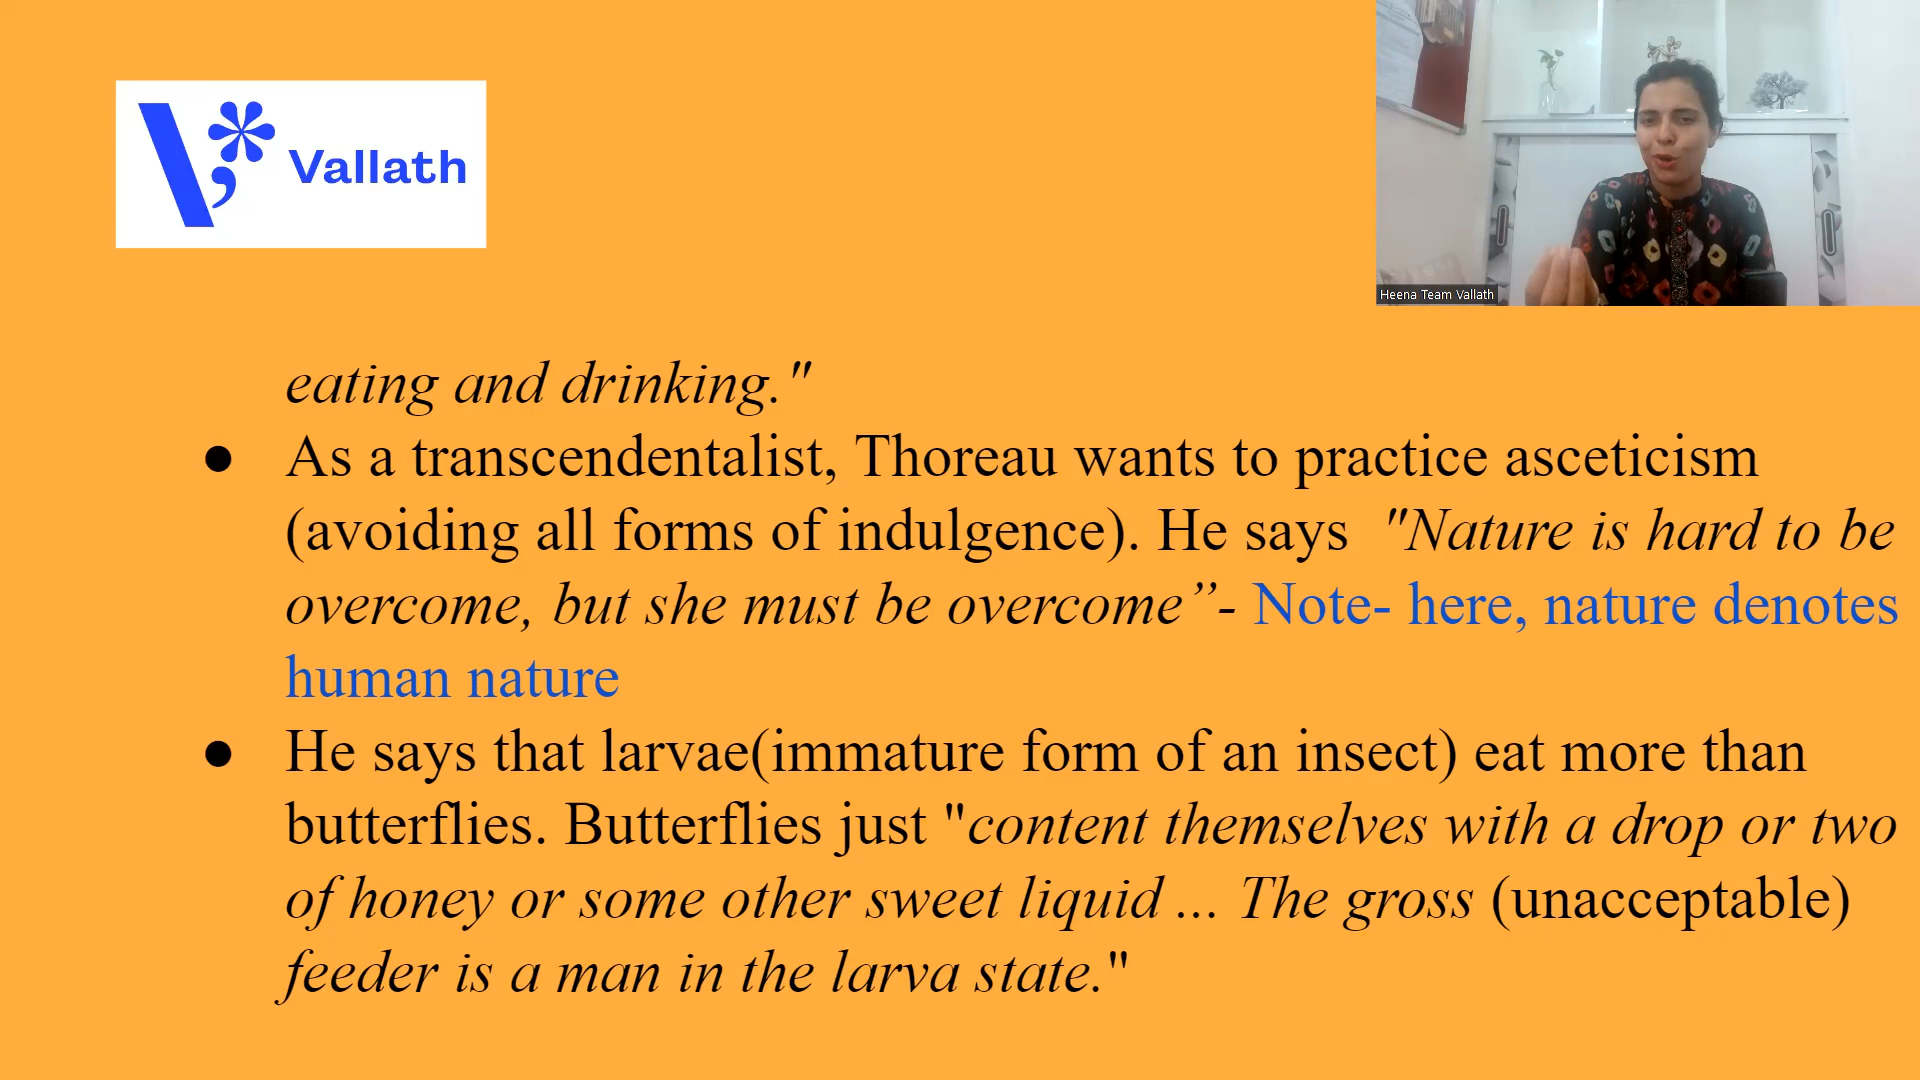 Vallath
Heena Team Vallath
eating and drinking."
● As a transcendentalist, Thoreau wants to practice asceticism
(avoiding all forms of indulgence). He says "Nature is hard to be
overcome, but she must be overcome”- Note- here, nature denotes
human nature
● He says that larvae(immature form of an insect) eat more than
butterflies. Butterflies just "content themselves with a drop or two
of honey or some other sweet liquid ... The gross (unacceptable)
feeder is a man in the larva state."